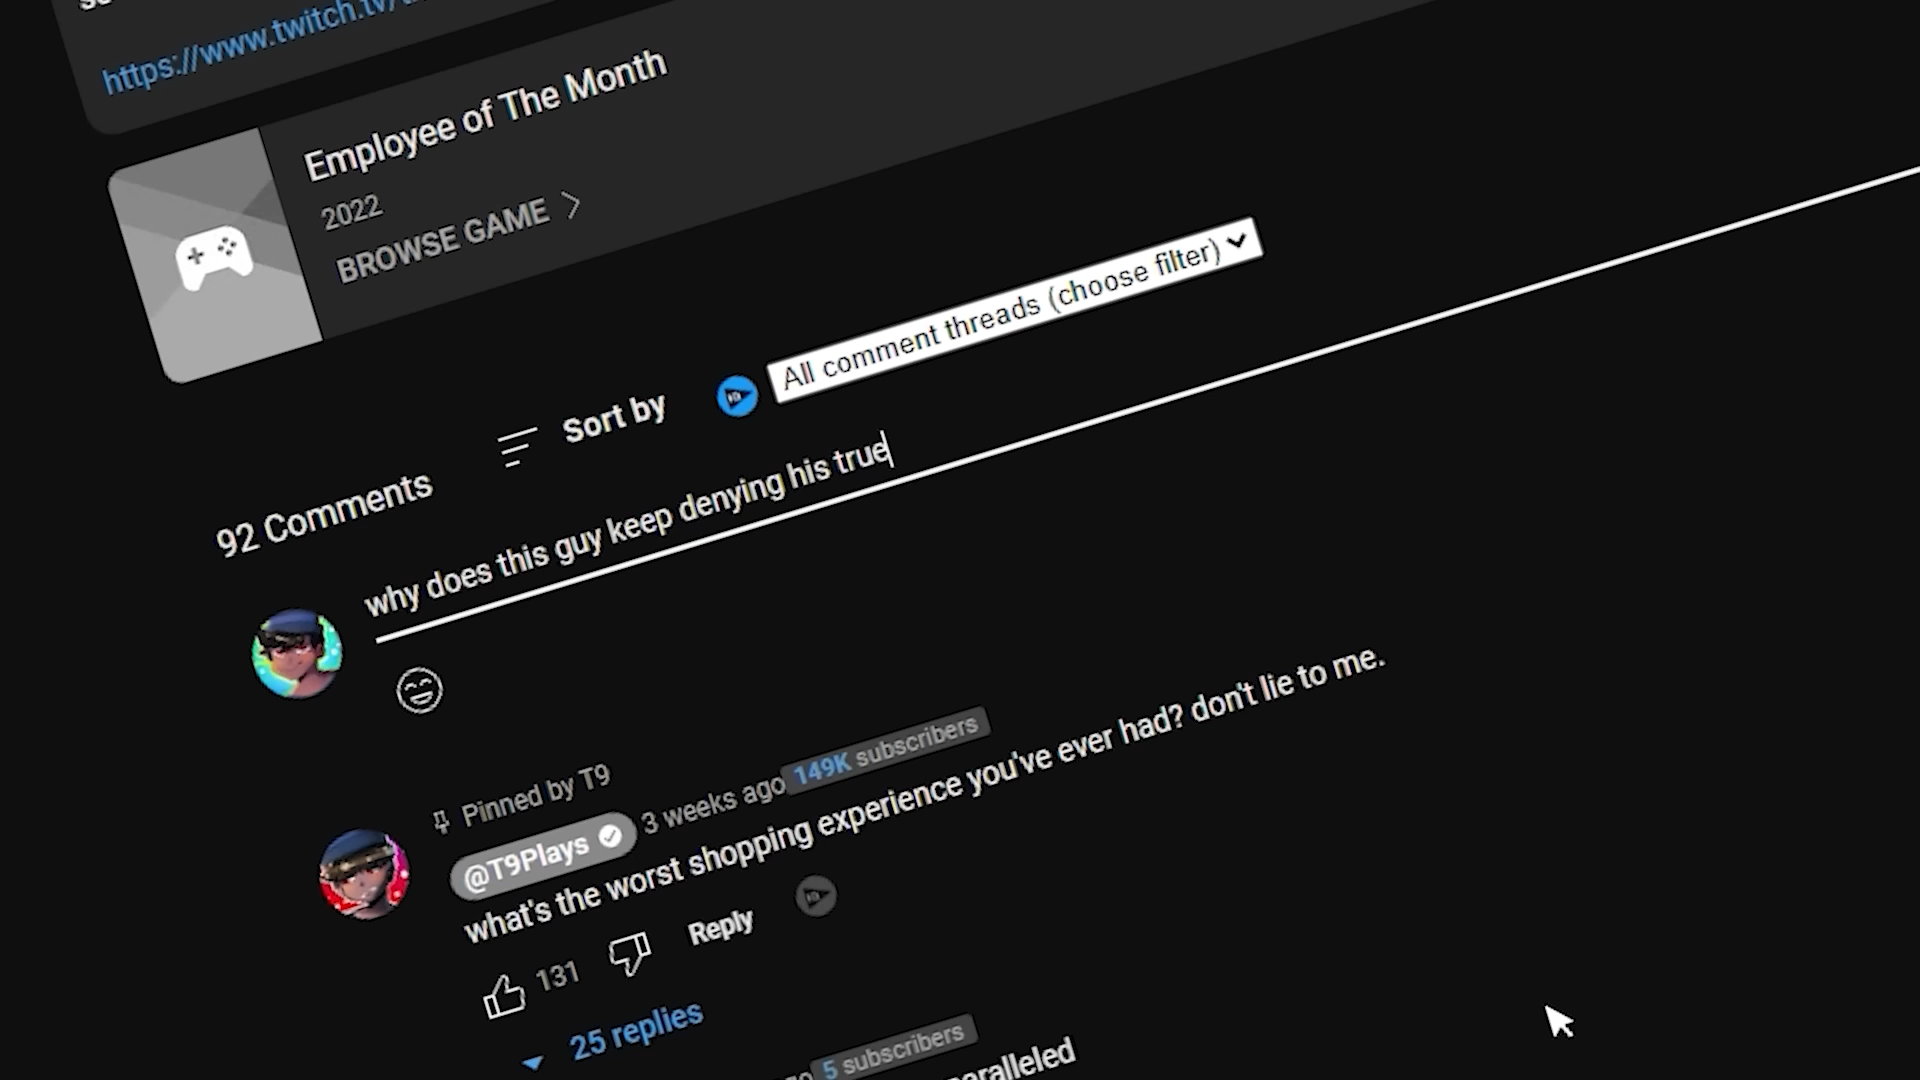 https://www.twitch.tv/
Employee of The Month
2022
BROWSE GAME
92 Comments
Sort by
All comment threads (choose filter)
why does this guy keep denying his true
Pinned by T9
@T9Plays
3 weeks ago
149K subscribers
what's the worst shopping experience you've ever had? don't lie to me.
131
Reply
25 replies
5 subscribers